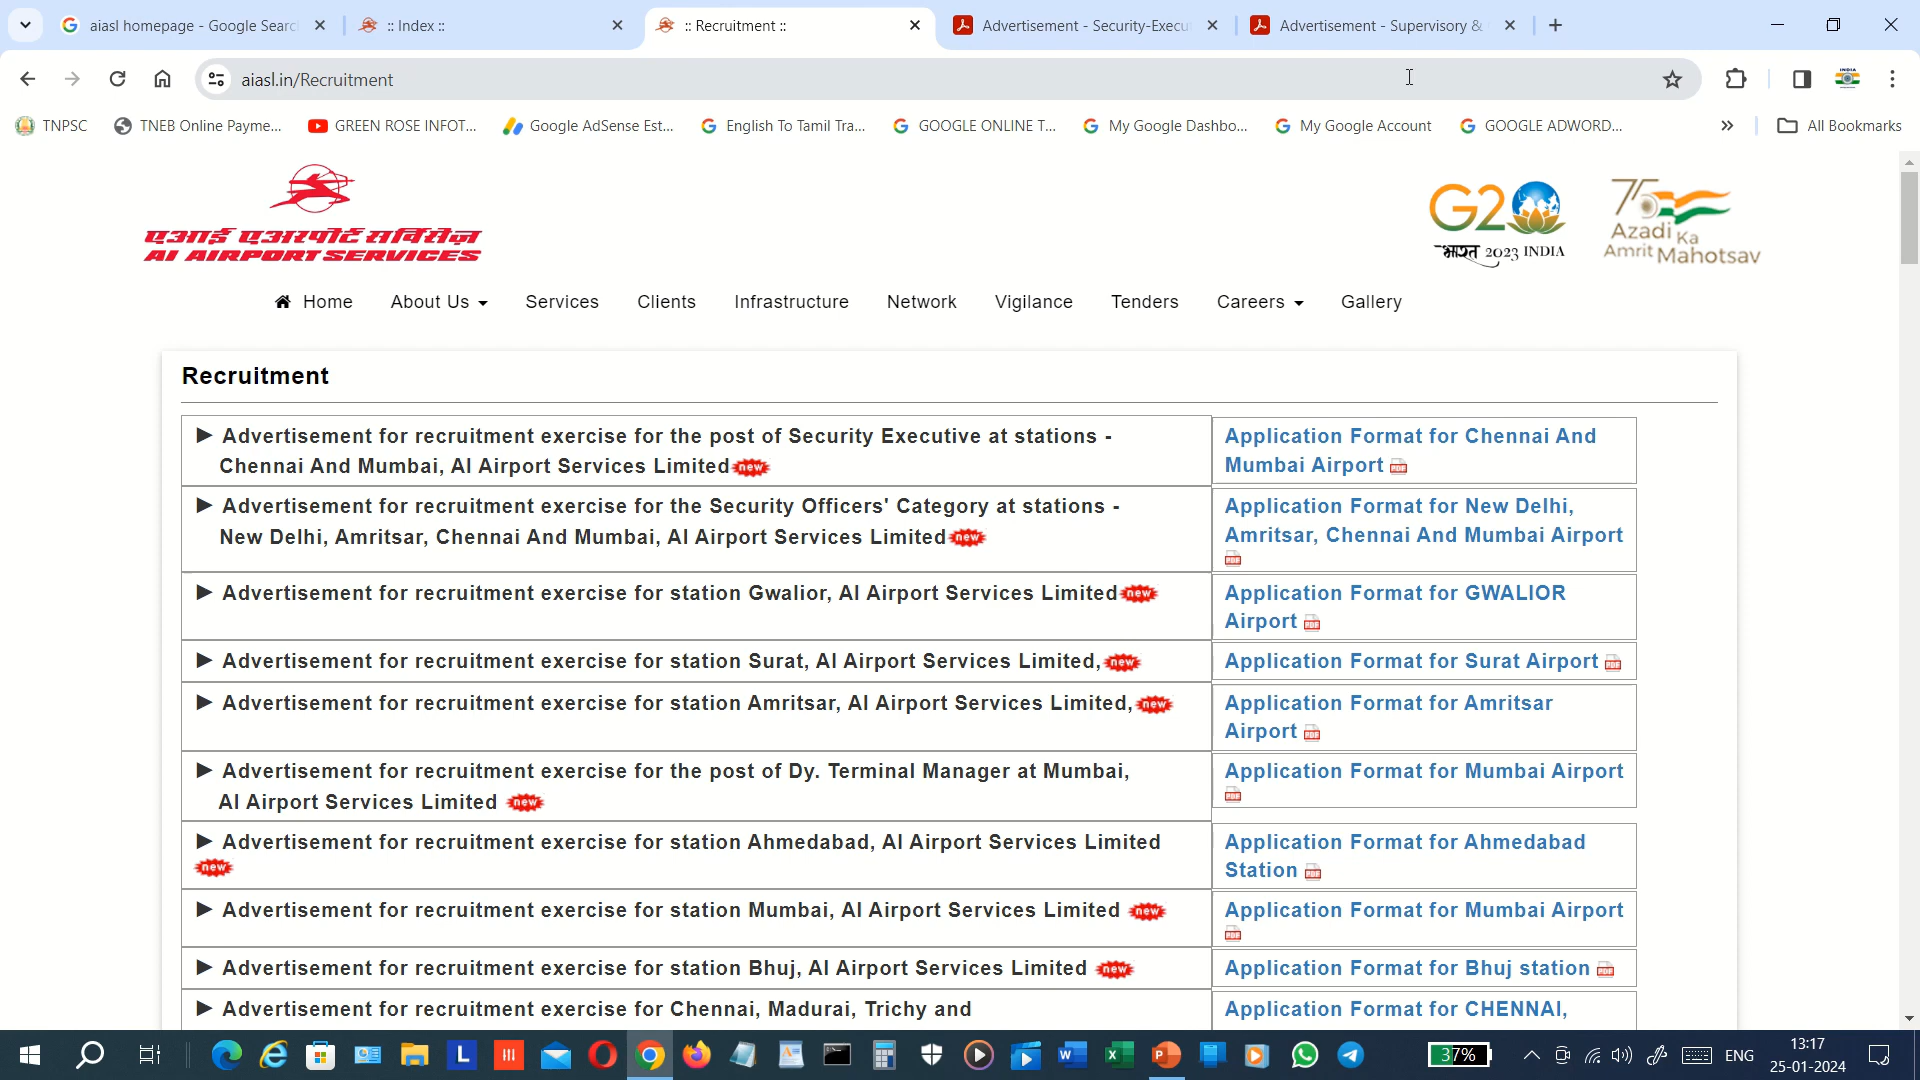 aiasl homepage - Google Searc
:: Index ::
:: Recruitment ::
Advertisement - Security-Execu
Advertisement - Supervisory &
aiasl.in/Recruitment
TNPSC
TNEB Online Payme...
GREEN ROSE INFOT...
Google AdSense Est...
English To Tamil Tra...
GOOGLE ONLINE T...
My Google Dashbo...
My Google Account
GOOGLE ADWORD...
All Bookmarks
एआई एअरपोर्ट सर्विसेज़
AI AIRPORT SERVICES
G20
भारत 2023 INDIA
75
Azadi Ka
Amrit Mahotsav
Home
About Us
Services
Clients
Infrastructure
Network
Vigilance
Tenders
Careers
Gallery
Recruitment
Advertisement for recruitment exercise for the post of Security Executive at stations -
Chennai And Mumbai, AI Airport Services Limited new
Application Format for Chennai And
Mumbai Airport PDF
Advertisement for recruitment exercise for the Security Officers' Category at stations -
New Delhi, Amritsar, Chennai And Mumbai, AI Airport Services Limited new
Application Format for New Delhi,
Amritsar, Chennai And Mumbai Airport
PDF
Advertisement for recruitment exercise for station Gwalior, AI Airport Services Limited new
Application Format for GWALIOR
Airport PDF
Advertisement for recruitment exercise for station Surat, AI Airport Services Limited, new
Application Format for Surat Airport PDF
Advertisement for recruitment exercise for station Amritsar, AI Airport Services Limited, new
Application Format for Amritsar
Airport PDF
Advertisement for recruitment exercise for the post of Dy. Terminal Manager at Mumbai,
AI Airport Services Limited new
Application Format for Mumbai Airport
PDF
Advertisement for recruitment exercise for station Ahmedabad, AI Airport Services Limited
new
Application Format for Ahmedabad
Station PDF
Advertisement for recruitment exercise for station Mumbai, AI Airport Services Limited new
Application Format for Mumbai Airport
PDF
Advertisement for recruitment exercise for station Bhuj, AI Airport Services Limited new
Application Format for Bhuj station PDF
Advertisement for recruitment exercise for Chennai, Madurai, Trichy and
Application Format for CHENNAI,
37%
ENG
13:17
25-01-2024